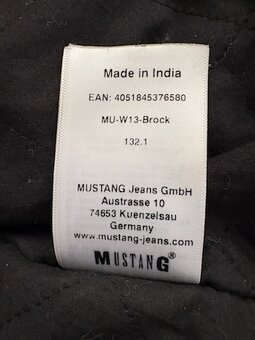 Made in India
EAN: 4051845376580
MU-W13-Brock
132.1
MUSTANG Jeans GmbH
Austrasse 10
74653 Kuenzelsau
Germany
www.mustang-jeans.com
MUSTANG®